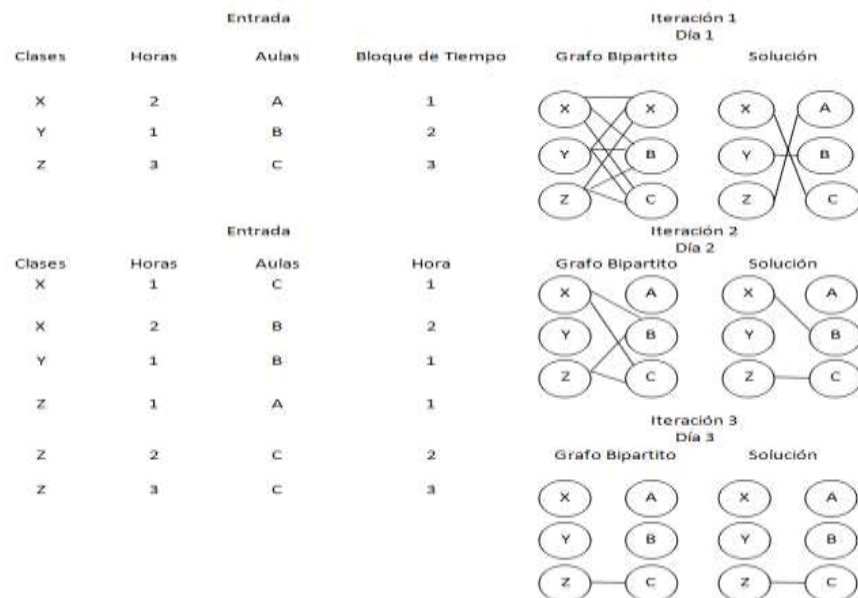 Entrada
Clases Horas Aulas Bloque de Tiempo
X 2 A 1
Y 1 B 2
Z 3 C 3
Iteración 1
Día 1
Grafo Bipartito Solución
X X X A
Y B Y B
Z C Z C
Entrada
Clases Horas Aulas Hora
X 1 C 1
X 2 B 2
Y 1 B 1
Z 1 A 1
Z 2 C 2
Z 3 C 3
Iteración 2
Día 2
Grafo Bipartito Solución
X A X A
Y B Y B
Z C Z C
Iteración 3
Día 3
Grafo Bipartito Solución
X A X A
Y B Y B
Z C Z C